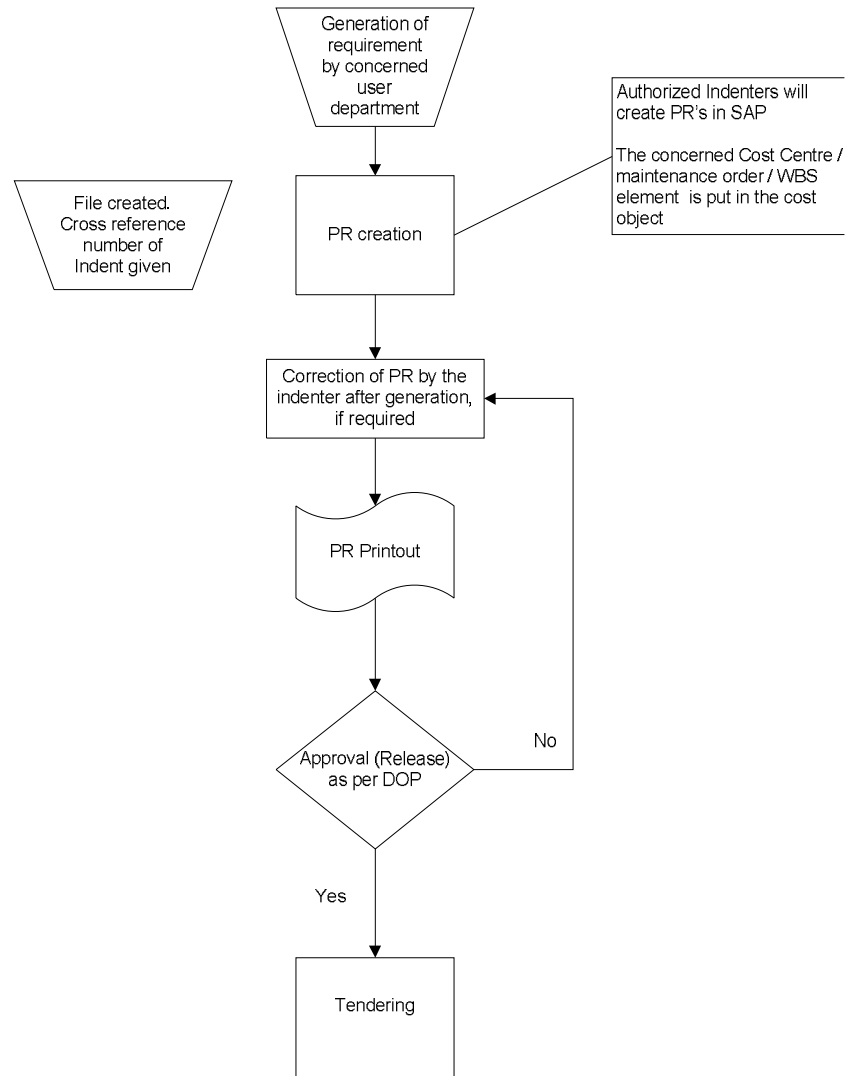 Generation of
requirement
by concerned
user
department
Authorized Indenters will
create PR's in SAP
The concerned Cost Centre /
maintenance order / WBS
element is put in the cost
object
File created.
Cross reference
number of
Indent given
PR creation
Correction of PR by the
indenter after generation,
if required
PR Printout
Approval (Release)
as per DOP
No
Yes
Tendering